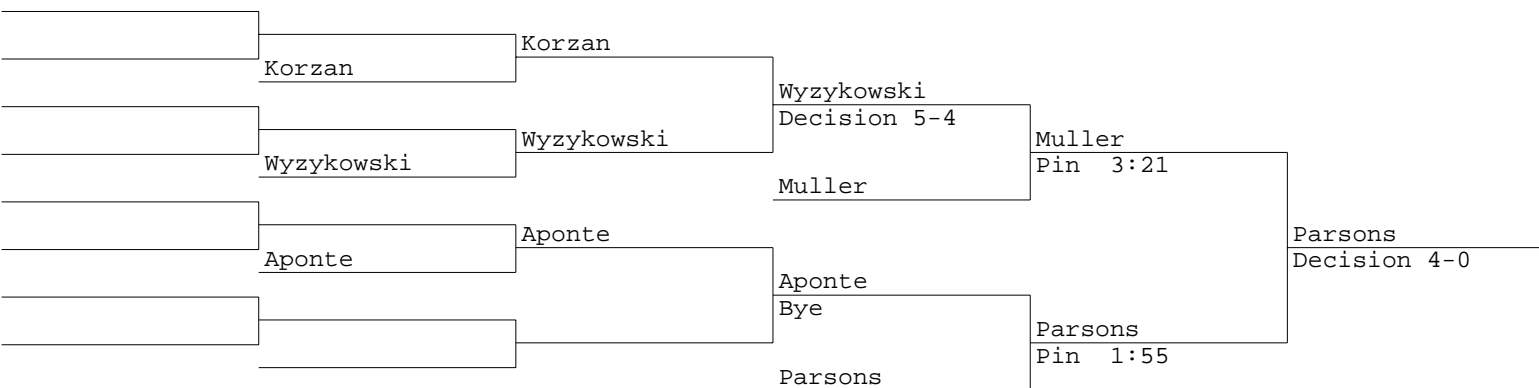 Korzan
Korzan
Wyzykowski
Decision 5-4
Wyzykowski
Wyzykowski
Muller
Pin 3:21
Muller
Aponte
Aponte
Parsons
Decision 4-0
Aponte
Bye
Parsons
Pin 1:55
Parsons